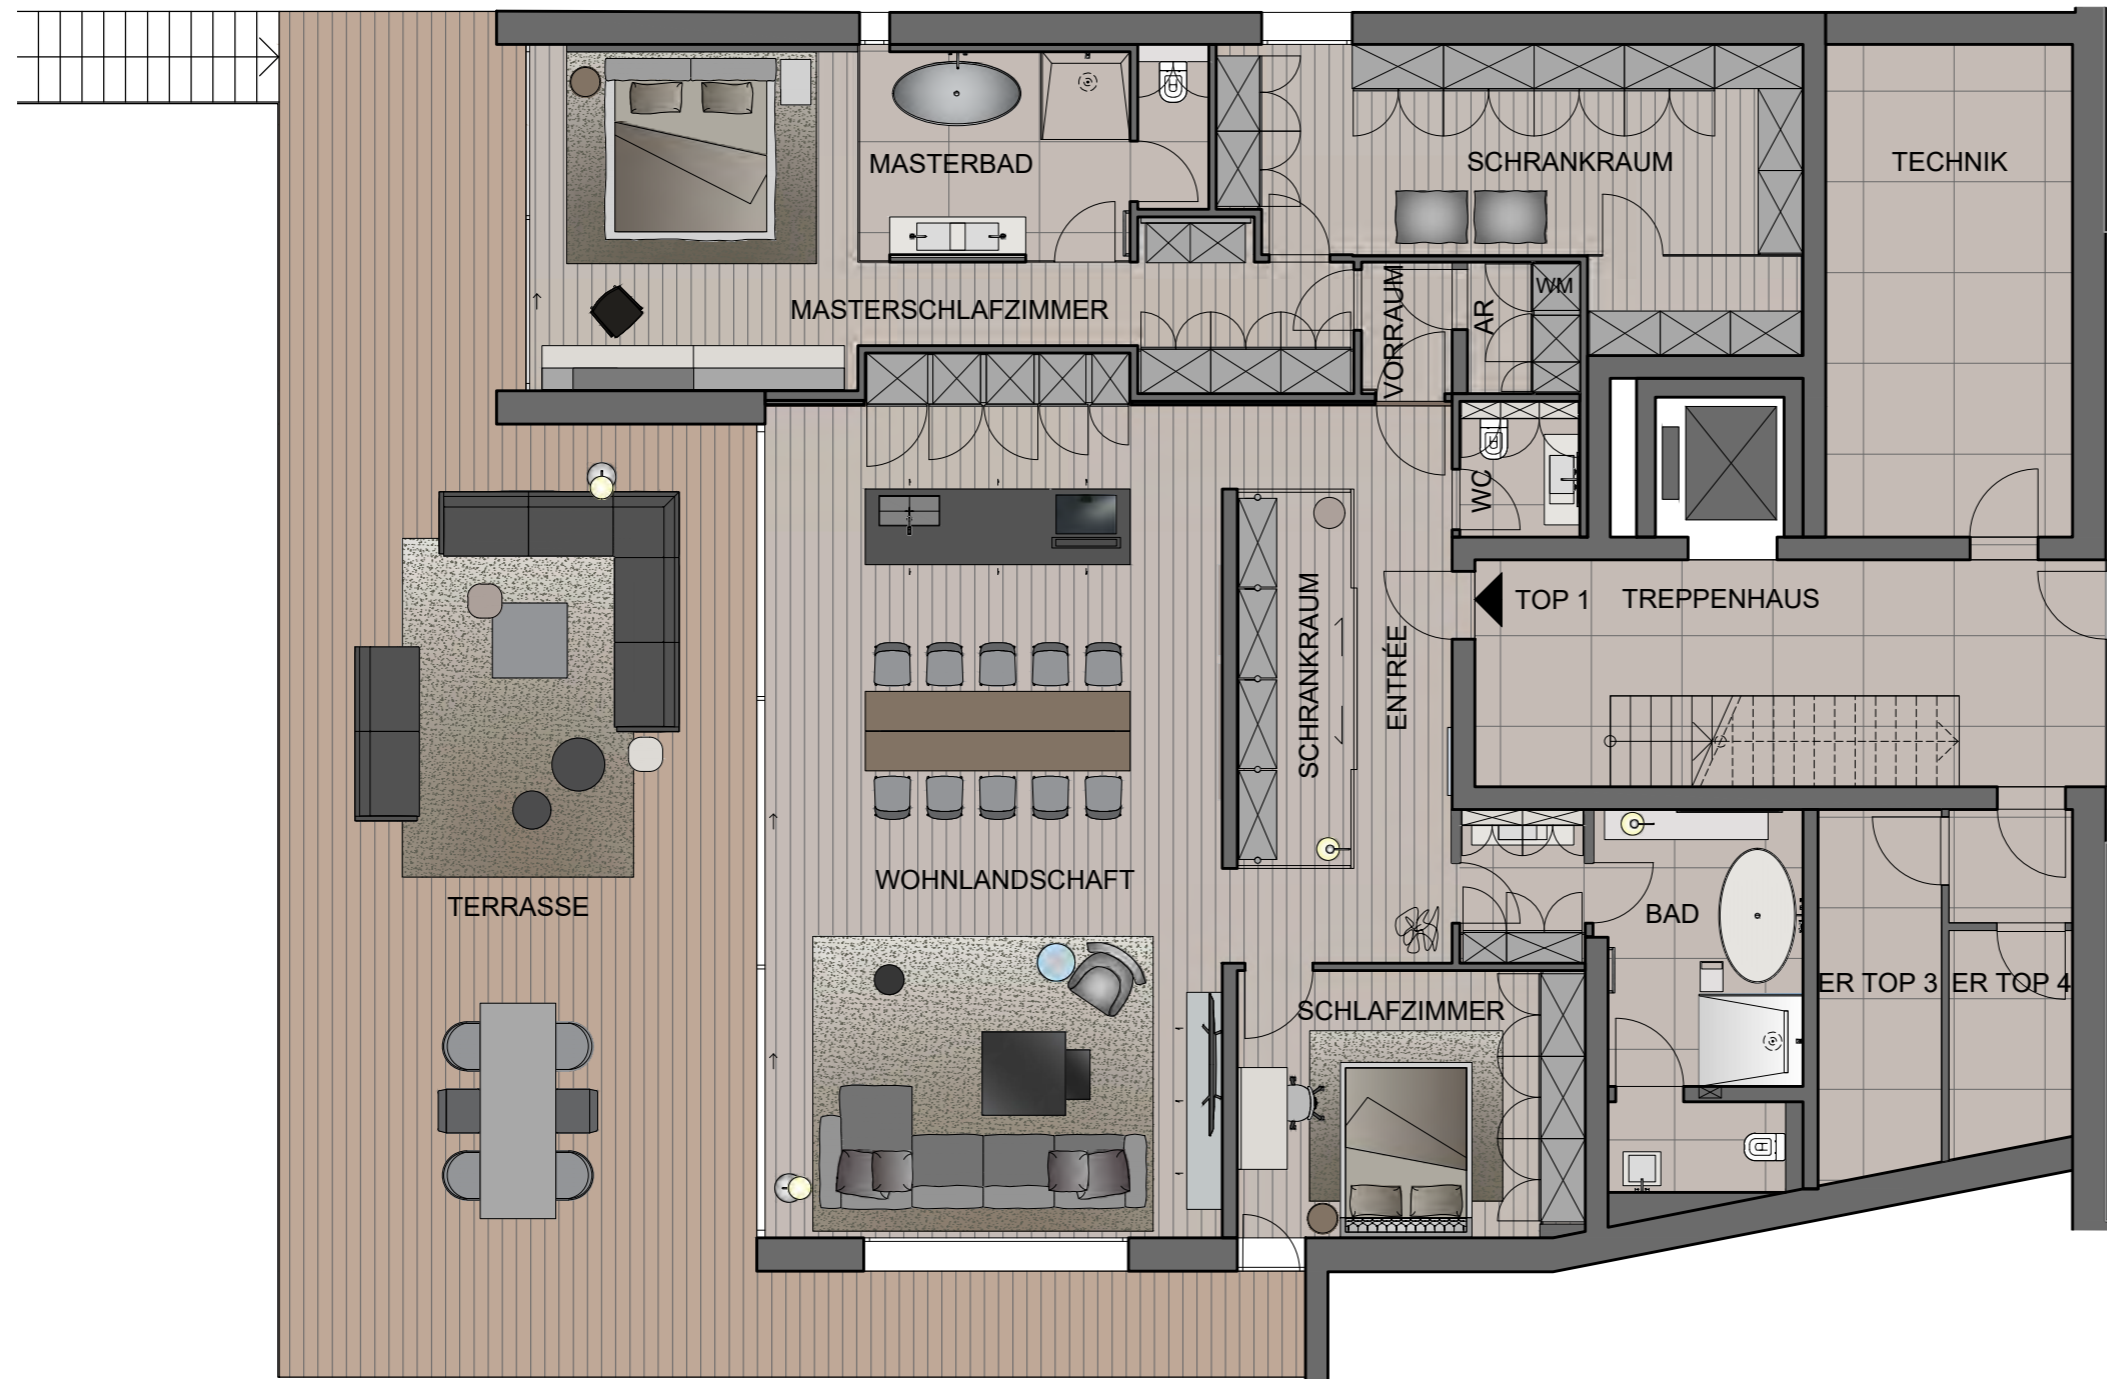 MASTERBAD
SCHRANKRAUM
TECHNIK
MASTERSCHLAFZIMMER
VORRAUM
AR
WM
WC
SCHRANKRAUM
ENTRÉE
TOP 1
TREPPENHAUS
WOHNLANDSCHAFT
TERRASSE
BAD
ER TOP 3
ER TOP 4
SCHLAFZIMMER